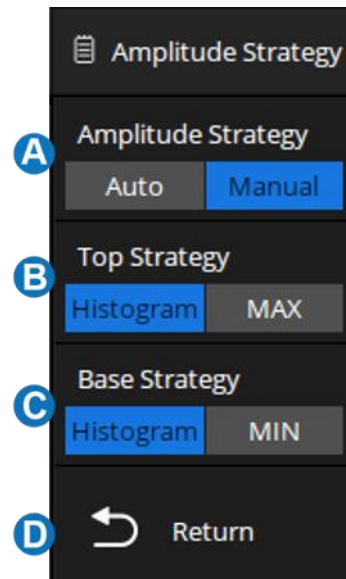 Amplitude Strategy
A
Amplitude Strategy
Auto Manual
B
Top Strategy
Histogram MAX
C
Base Strategy
Histogram MIN
D
Return